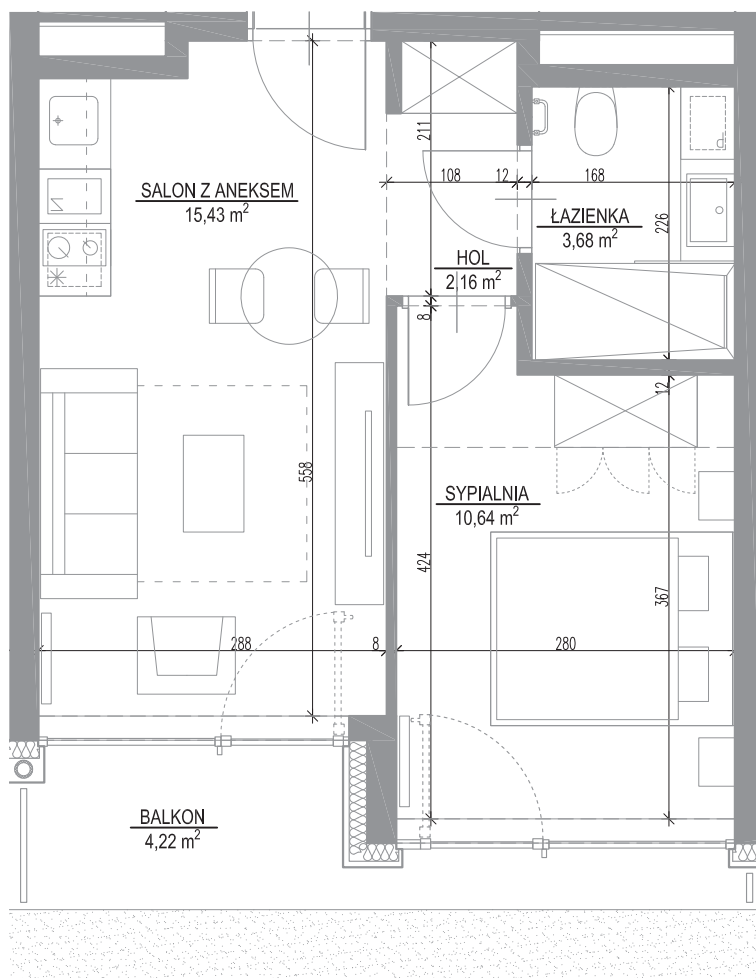 211
108
12
168
SALON Z ANEKSEM
15,43 m²
ŁAZIENKA
3,68 m²
226
HOL
2,16 m²
8
12
558
SYPIALNIA
10,64 m²
424
367
288
8
280
BALKON
4,22 m²